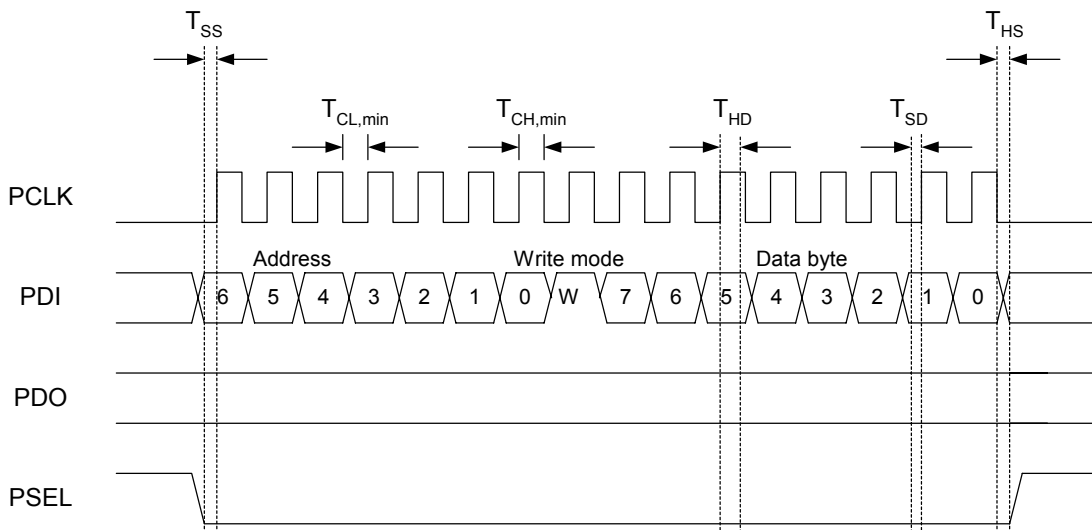 T_SS T_HS
T_CL,min T_CH,min T_HD T_SD
PCLK
Address Write mode Data byte
PDI 6 5 4 3 2 1 0 W 7 6 5 4 3 2 1 0
PDO
PSEL